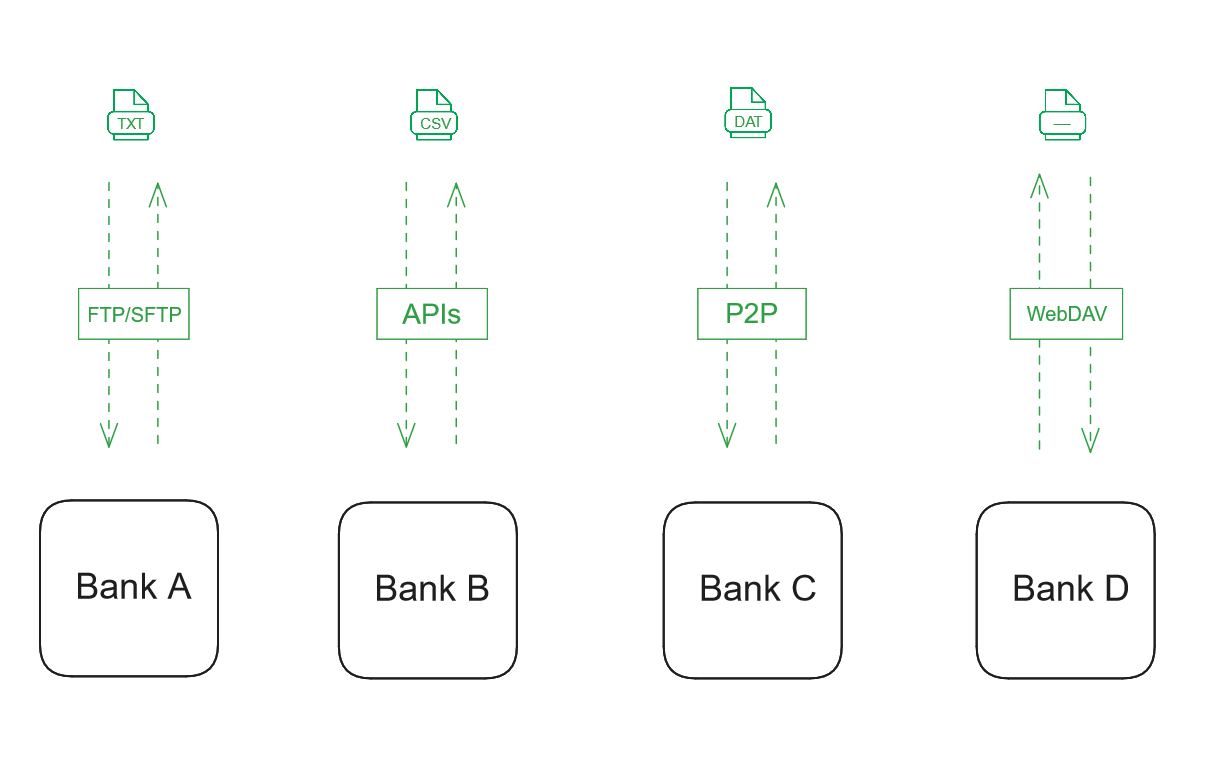 TXT
CSV
DAT
—
FTP/SFTP
APIs
P2P
WebDAV
Bank A
Bank B
Bank C
Bank D